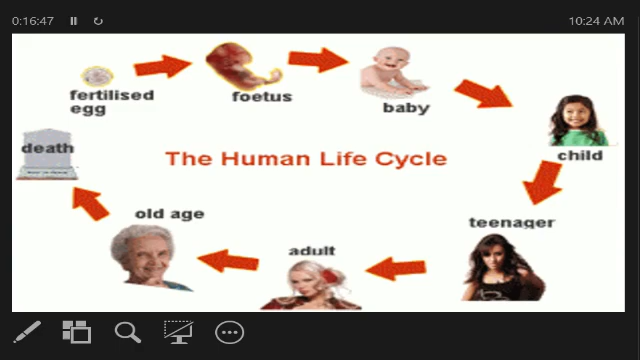 0:16:47
10:24 AM
fertilised
egg
foetus
baby
child
death
The Human Life Cycle
old age
adult
teenager